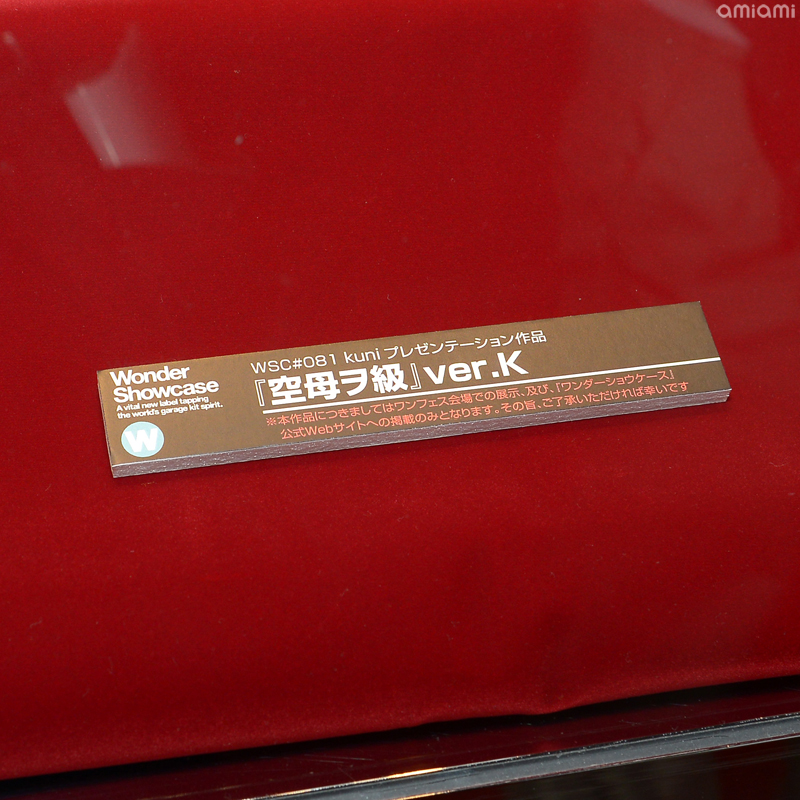 amiami
Wonder
Showcase
A vital new label tapping
the world's garage kit spirit.
W
WSC#081 kuni プレゼンテーション作品
『空母ヲ級』ver.K
※本作品につきましてはワンフェス会場での展示、及び、「ワンダーショウケース」
公式Webサイトへの掲載のみとなります。その旨、ご了承いただければ幸いです